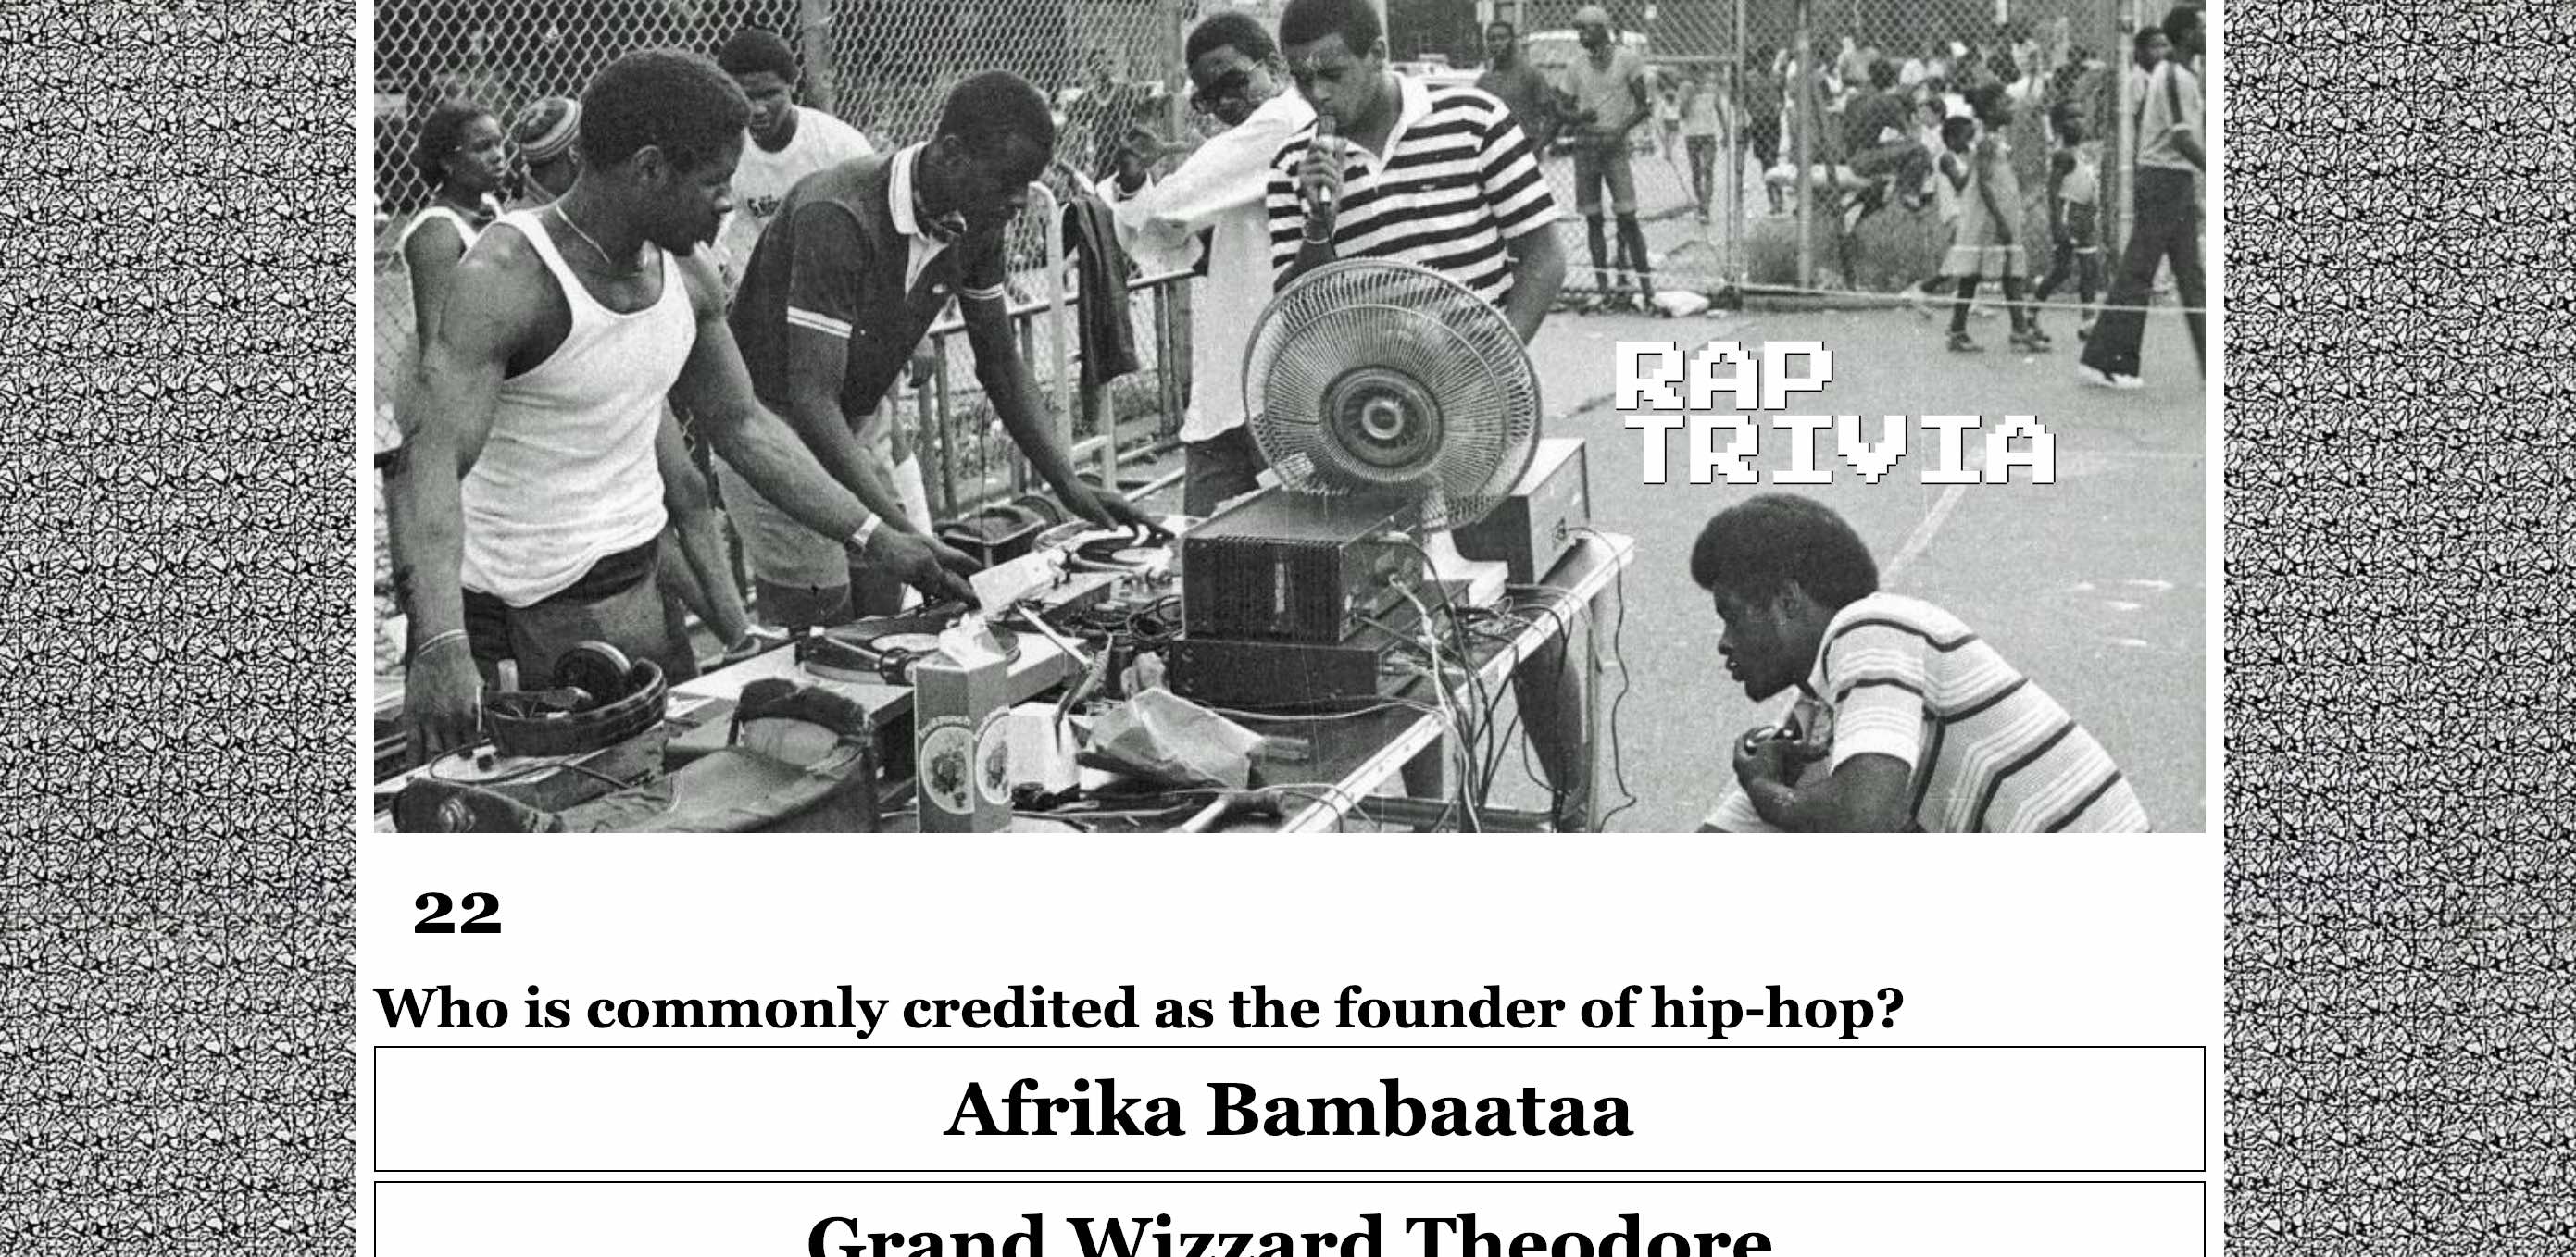 RAP
TRIVIA
22
Who is commonly credited as the founder of hip-hop?
Afrika Bambaataa
Grand Wizzard Theodore